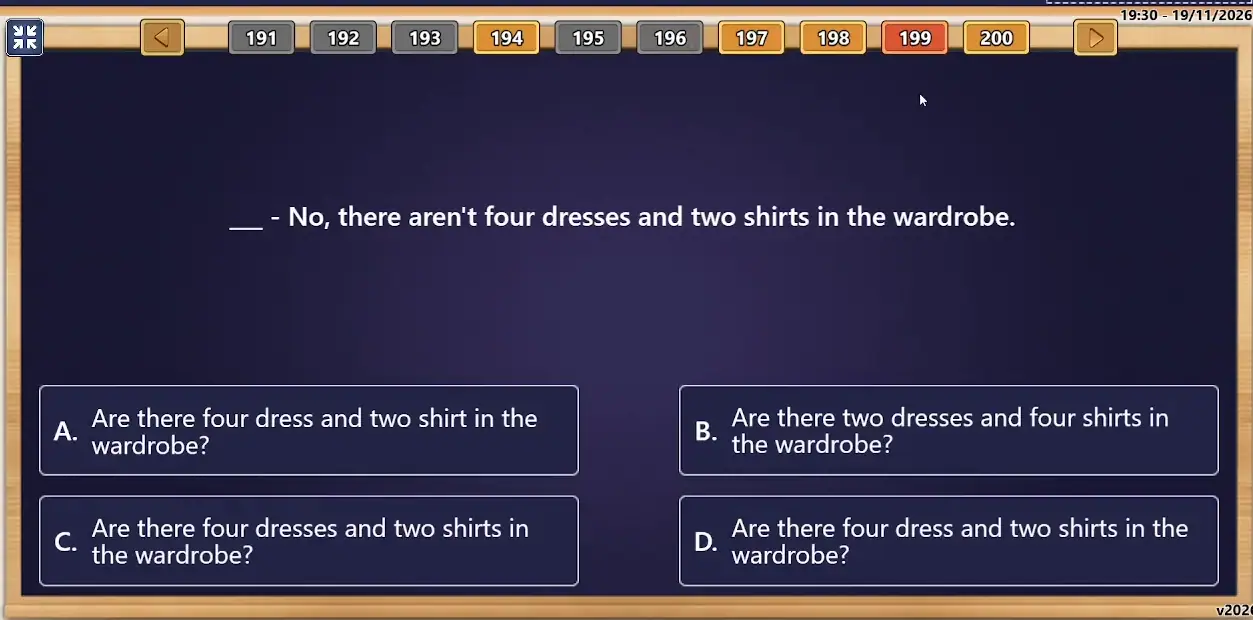 19:30 - 19/11/2026
191 192 193 194 195 196 197 198 199 200
___ - No, there aren't four dresses and two shirts in the wardrobe.
A. Are there four dress and two shirt in the
wardrobe?
B. Are there two dresses and four shirts in
the wardrobe?
C. Are there four dresses and two shirts in
the wardrobe?
D. Are there four dress and two shirts in the
wardrobe?
v202